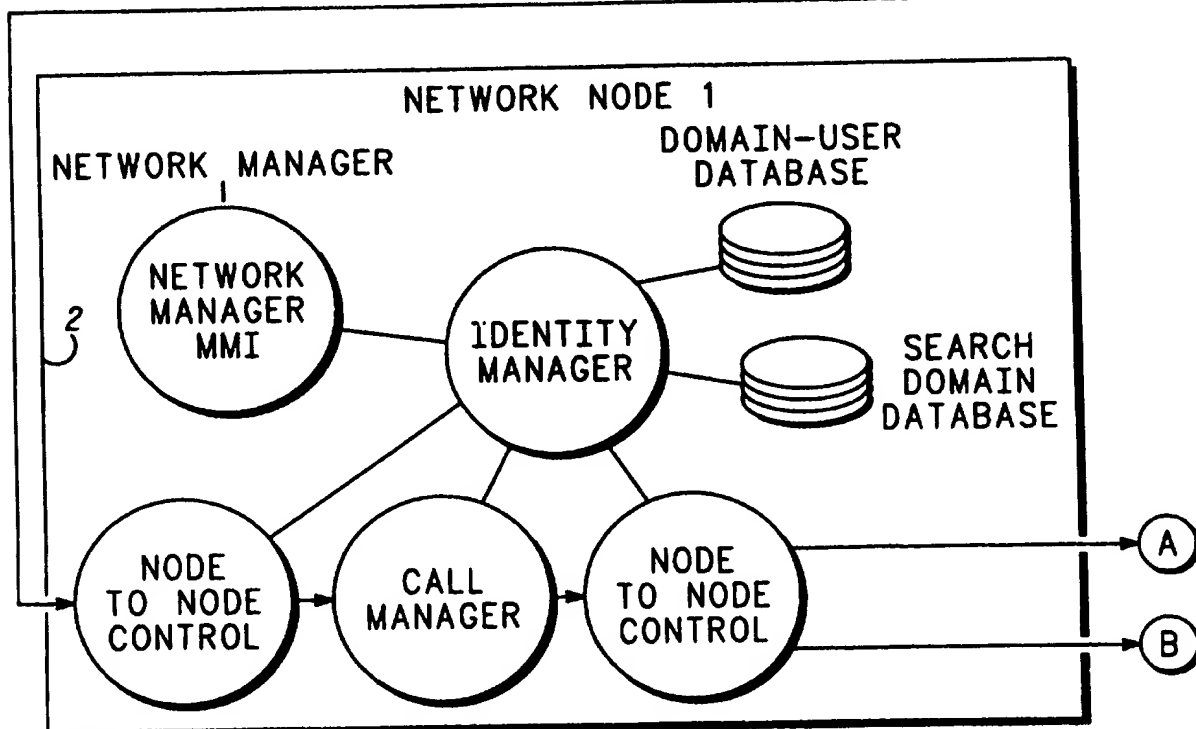 NETWORK NODE 1
NETWORK MANAGER
DOMAIN-USER
DATABASE
NETWORK
MANAGER
MMI
2
IDENTITY
MANAGER
SEARCH
DOMAIN
DATABASE
NODE
TO NODE
CONTROL
CALL
MANAGER
NODE
TO NODE
CONTROL
A
B